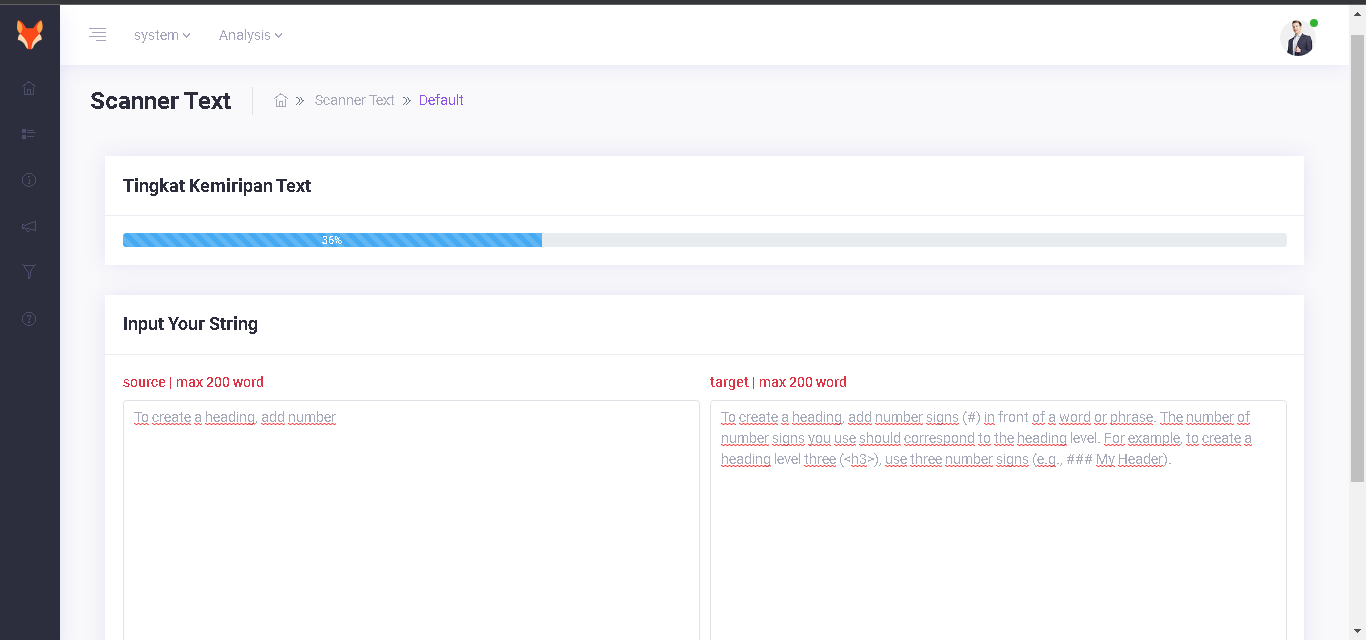 system Analysis
Scanner Text » Scanner Text » Default
Tingkat Kemiripan Text
36%
Input Your String
source | max 200 word
To create a heading, add number
target | max 200 word
To create a heading, add number signs (#) in front of a word or phrase. The number of
number signs you use should correspond to the heading level. For example, to create a
heading level three (<h3>), use three number signs (e.g., ### My Header).